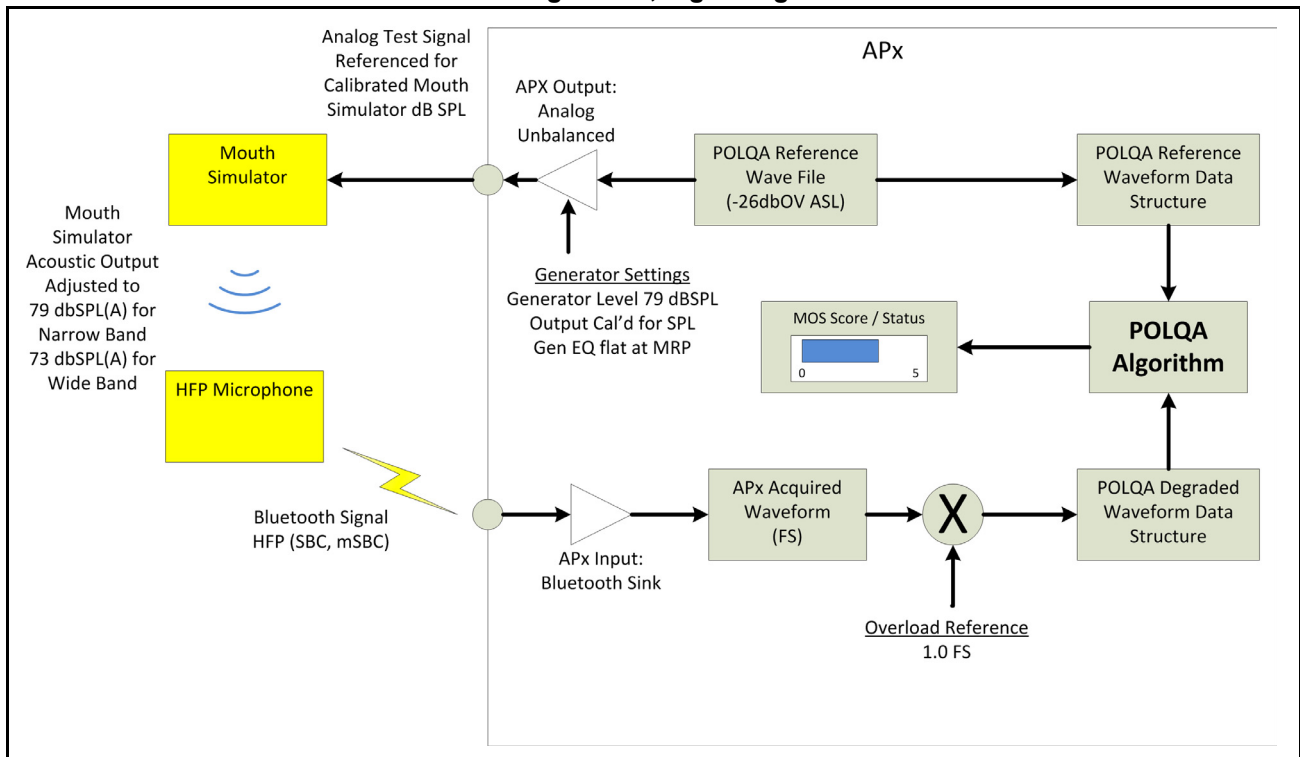 Analog Test Signal
Referenced for
Calibrated Mouth
Simulator dB SPL
APx
APX Output:
Analog
Unbalanced
Mouth
Simulator
POLQA Reference
Wave File
(-26dbOV ASL)
POLQA Reference
Waveform Data
Structure
Mouth
Simulator
Acoustic Output
Adjusted to
79 dbSPL(A) for
Narrow Band
73 dbSPL(A) for
Wide Band
Generator Settings
Generator Level 79 dBSPL
Output Cal'd for SPL
Gen EQ flat at MRP
MOS Score / Status
0 5
POLQA
Algorithm
HFP Microphone
Bluetooth Signal
HFP (SBC, mSBC)
APx Input:
Bluetooth Sink
APx Acquired
Waveform
(FS)
X
POLQA Degraded
Waveform Data
Structure
Overload Reference
1.0 FS